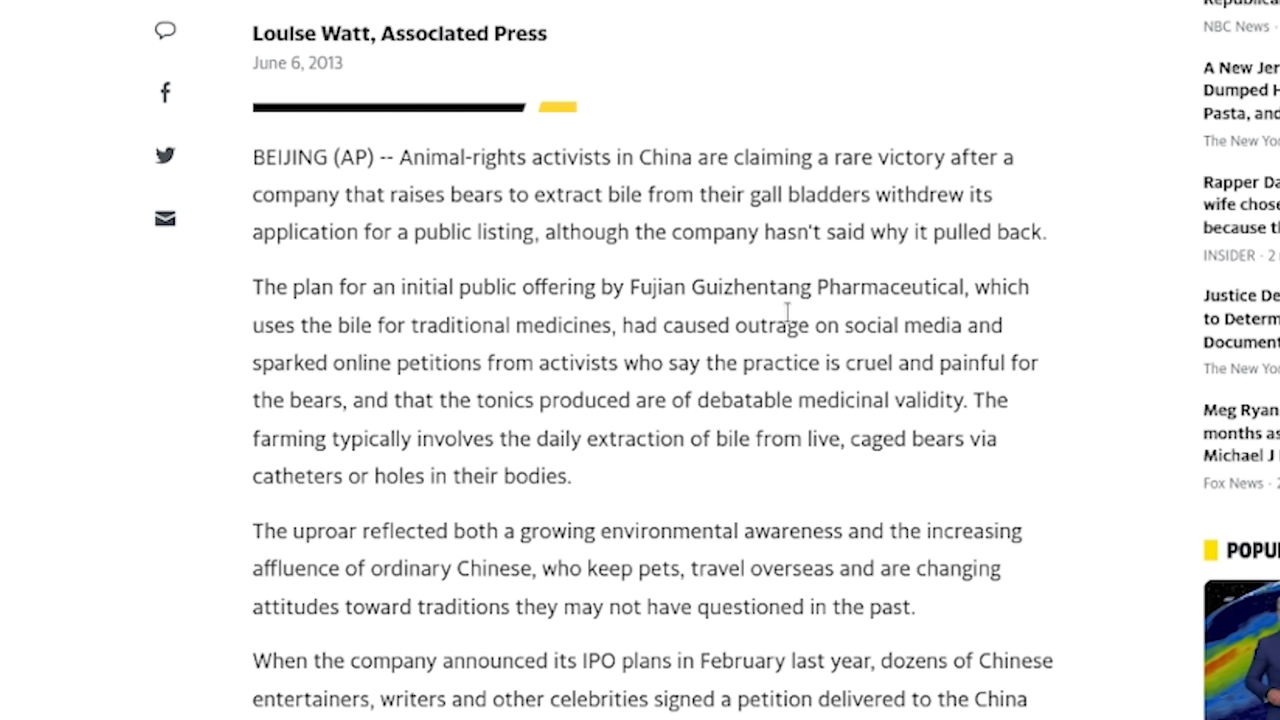 Louise Watt, Associated Press
June 6, 2013
BEIJING (AP) -- Animal-rights activists in China are claiming a rare victory after a
company that raises bears to extract bile from their gall bladders withdrew its
application for a public listing, although the company hasn't said why it pulled back.
The plan for an initial public offering by Fujian Guizhentang Pharmaceutical, which
uses the bile for traditional medicines, had caused outrage on social media and
sparked online petitions from activists who say the practice is cruel and painful for
the bears, and that the tonics produced are of debatable medicinal validity. The
farming typically involves the daily extraction of bile from live, caged bears via
catheters or holes in their bodies.
The uproar reflected both a growing environmental awareness and the increasing
affluence of ordinary Chinese, who keep pets, travel overseas and are changing
attitudes toward traditions they may not have questioned in the past.
When the company announced its IPO plans in February last year, dozens of Chinese
entertainers, writers and other celebrities signed a petition delivered to the China
NBC News ·
A New Jer
Dumped H
Pasta, and
The New Yo
Rapper Da
wife chose
because t
INSIDER · 2
Justice De
to Determ
Document
The New Yo
Meg Ryan
months as
Michael J
Fox News · 2
POPU